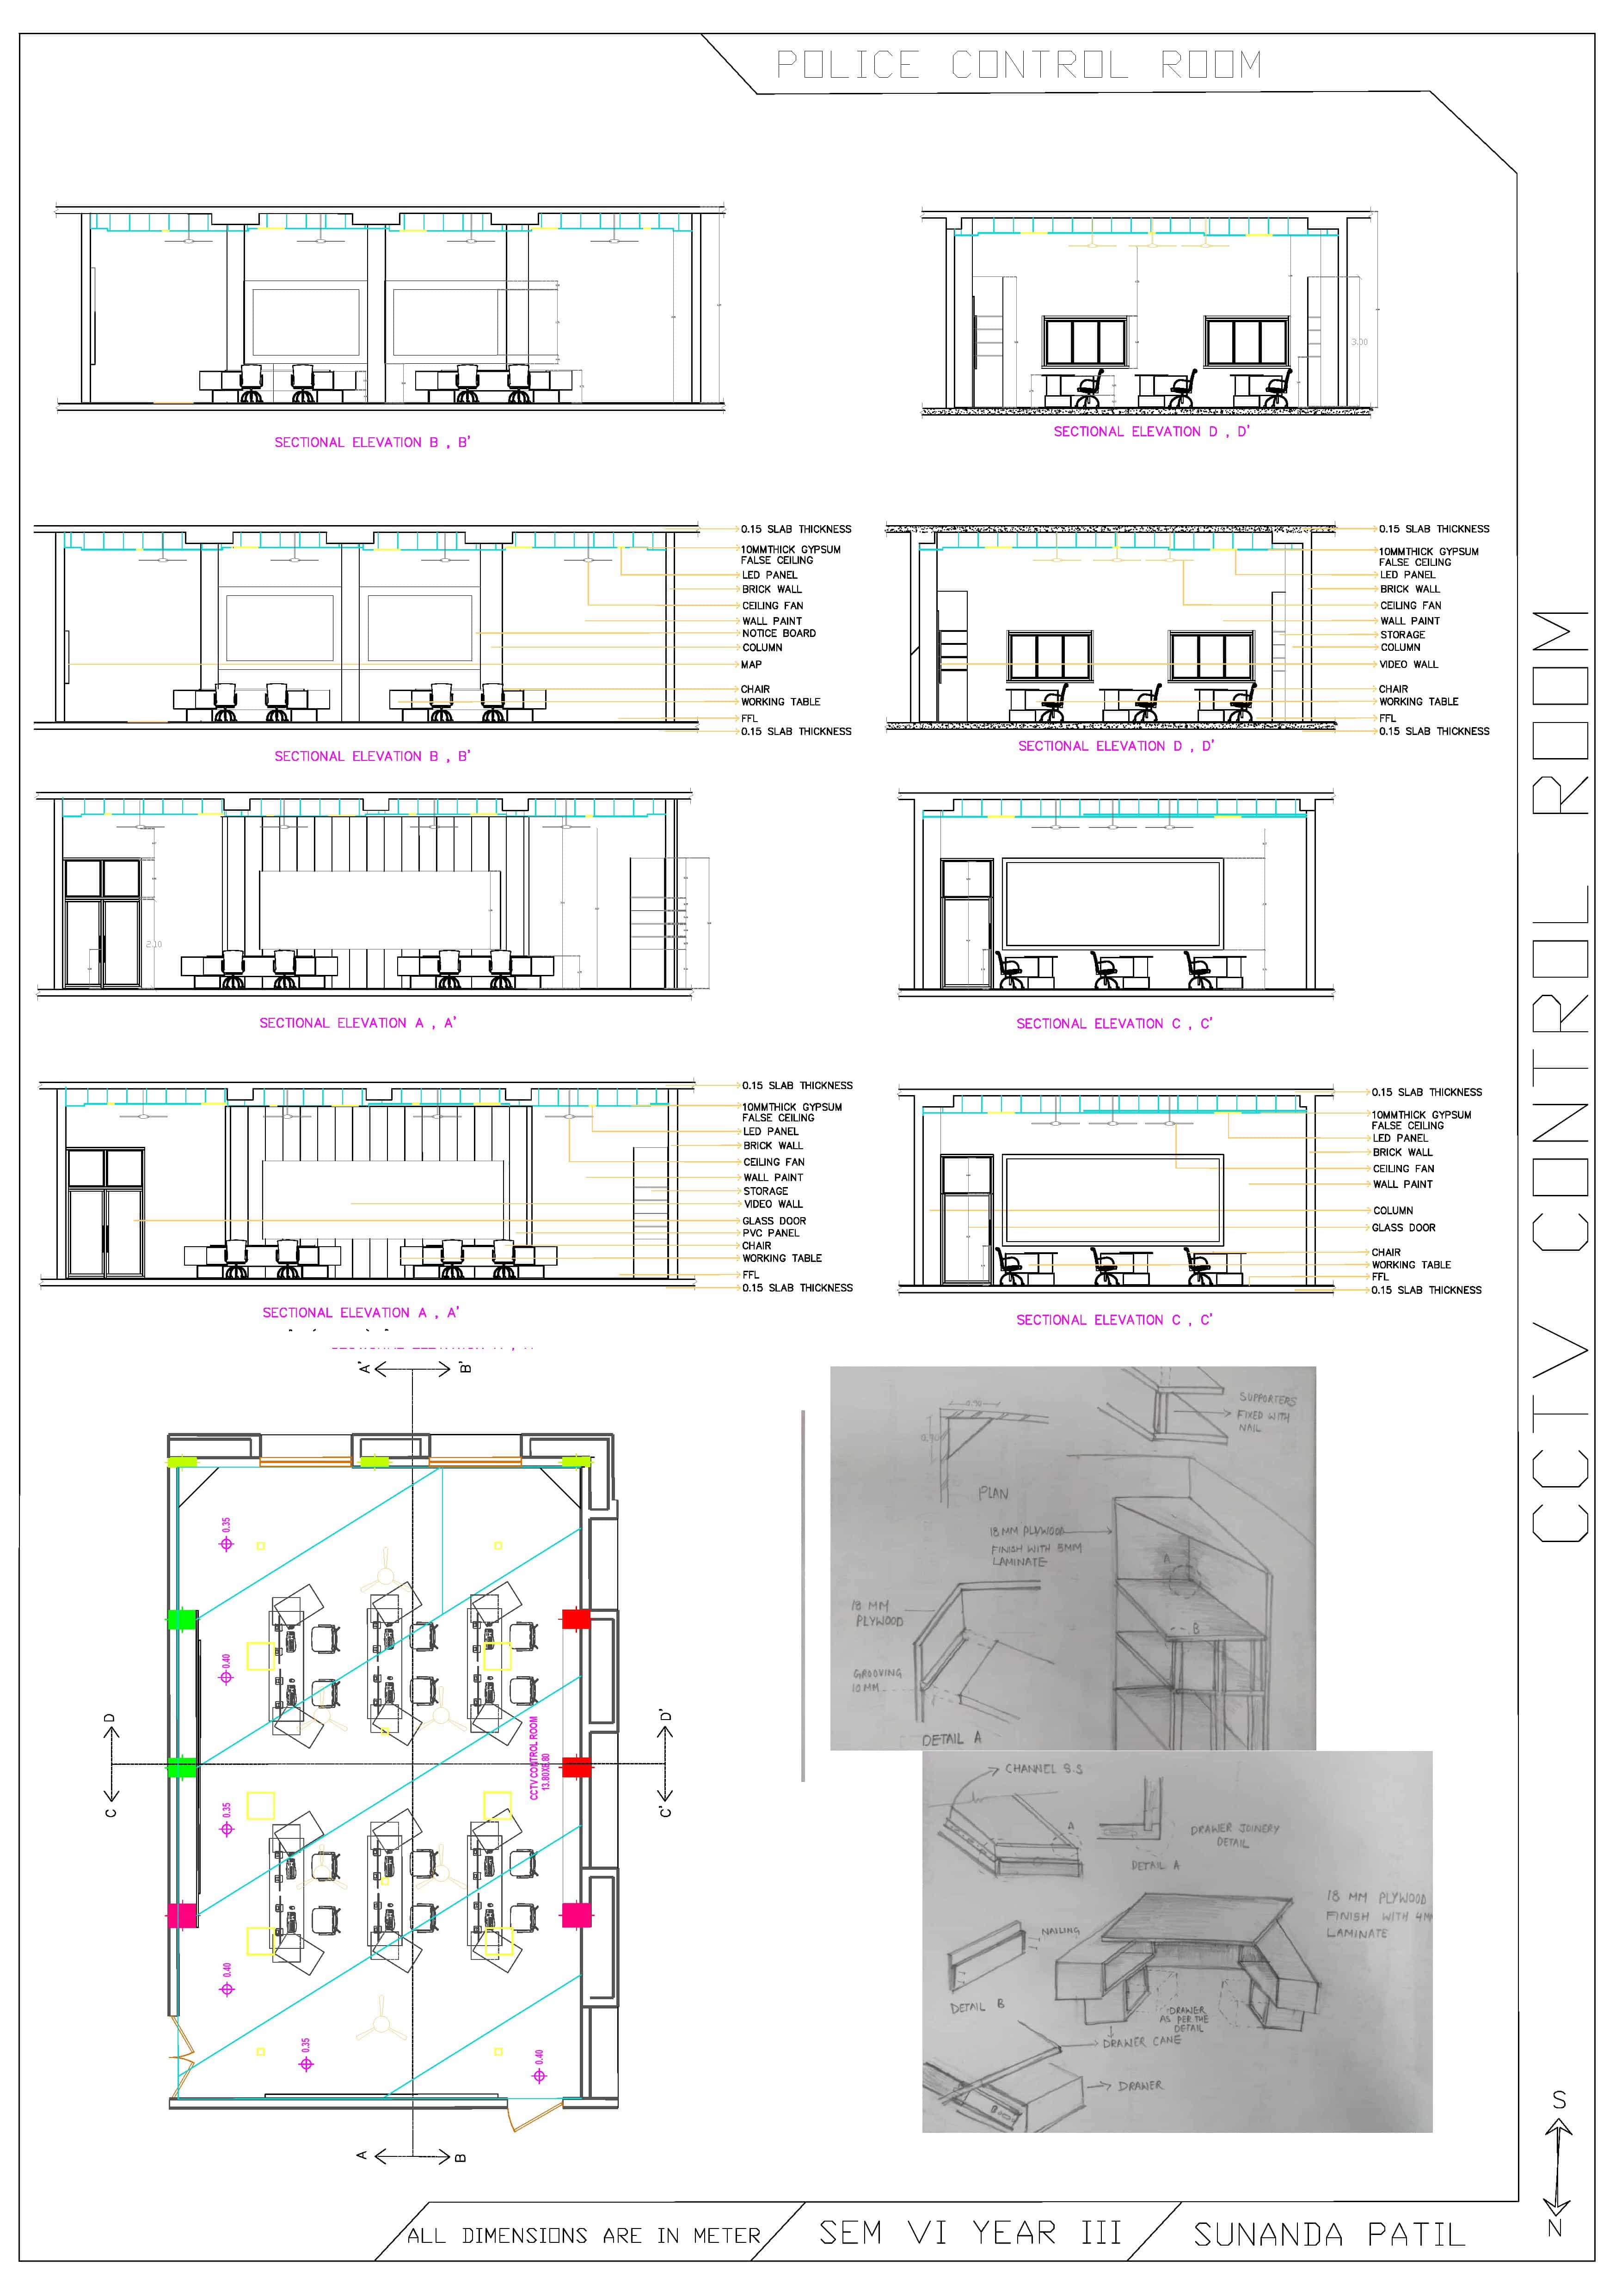 POLICE CONTROL ROOM
SECTIONAL ELEVATION B , B'
SECTIONAL ELEVATION D , D'
3.00
0.15 SLAB THICKNESS
10MMTHICK GYPSUM
FALSE CEILING
LED PANEL
BRICK WALL
CEILING FAN
WALL PAINT
NOTICE BOARD
COLUMN
MAP
CHAIR
WORKING TABLE
FFL
0.15 SLAB THICKNESS
SECTIONAL ELEVATION B , B'
0.15 SLAB THICKNESS
10MMTHICK GYPSUM
FALSE CEILING
LED PANEL
BRICK WALL
CEILING FAN
WALL PAINT
STORAGE
COLUMN
VIDEO WALL
CHAIR
WORKING TABLE
FFL
0.15 SLAB THICKNESS
SECTIONAL ELEVATION D , D'
2.10
SECTIONAL ELEVATION A , A'
SECTIONAL ELEVATION C , C'
0.15 SLAB THICKNESS
10MMTHICK GYPSUM
FALSE CEILING
LED PANEL
BRICK WALL
CEILING FAN
WALL PAINT
STORAGE
VIDEO WALL
GLASS DOOR
PVC PANEL
CHAIR
WORKING TABLE
FFL
0.15 SLAB THICKNESS
SECTIONAL ELEVATION A , A'
0.15 SLAB THICKNESS
10MMTHICK GYPSUM
FALSE CEILING
LED PANEL
BRICK WALL
CEILING FAN
WALL PAINT
COLUMN
GLASS DOOR
CHAIR
WORKING TABLE
FFL
0.15 SLAB THICKNESS
SECTIONAL ELEVATION C , C'
A'
B'
0.35
0.40
D
C
D'
C'
CCTV CONTROL ROOM
0.35
0.40
0.35
0.40
A
B
SUPPORTERS
FIXED WITH
NAIL
PLAN
18 MM PLYWOOD
FINISH WITH 8MM
LAMINATE
A
B
18 MM
PLYWOOD
GROOVING
10 MM
DETAIL A
CHANNEL S.S
A
DRAWER JOINERY
DETAIL
DETAIL A
18 MM PLYWOOD
FINISH WITH
LAMINATE
NAILING
DETAIL B
DRAWER
AS PER THE
DETAIL
DRAWER CANE
DRAWER
CCTV CONTROL ROOM
S
N
ALL DIMENSIONS ARE IN METER
SEM VI YEAR III
SUNANDA PATIL